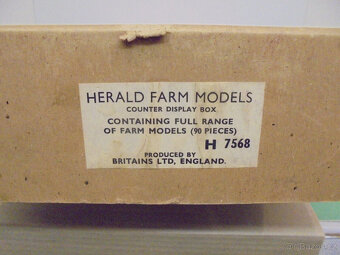 HERALD FARM MODELS
COUNTER DISPLAY BOX
CONTAINING FULL RANGE
OF FARM MODELS (90 PIECES)
H 7568
PRODUCED BY
BRITAINS LTD, ENGLAND.